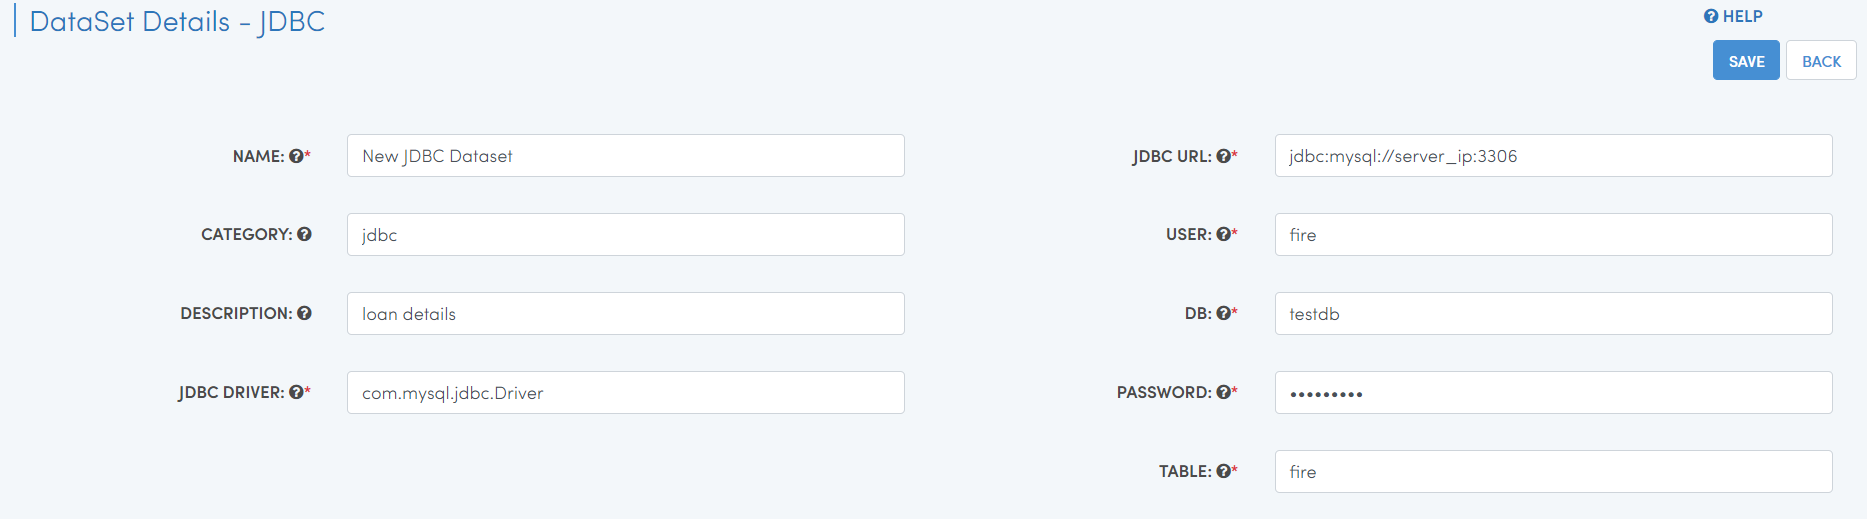 DataSet Details - JDBC
HELP
SAVE BACK
NAME: * New JDBC Dataset
JDBC URL: * jdbc:mysql://server_ip:3306
CATEGORY: jdbc
USER: * fire
DESCRIPTION: loan details
DB: * testdb
JDBC DRIVER: * com.mysql.jdbc.Driver
PASSWORD: * •••••••••
TABLE: * fire